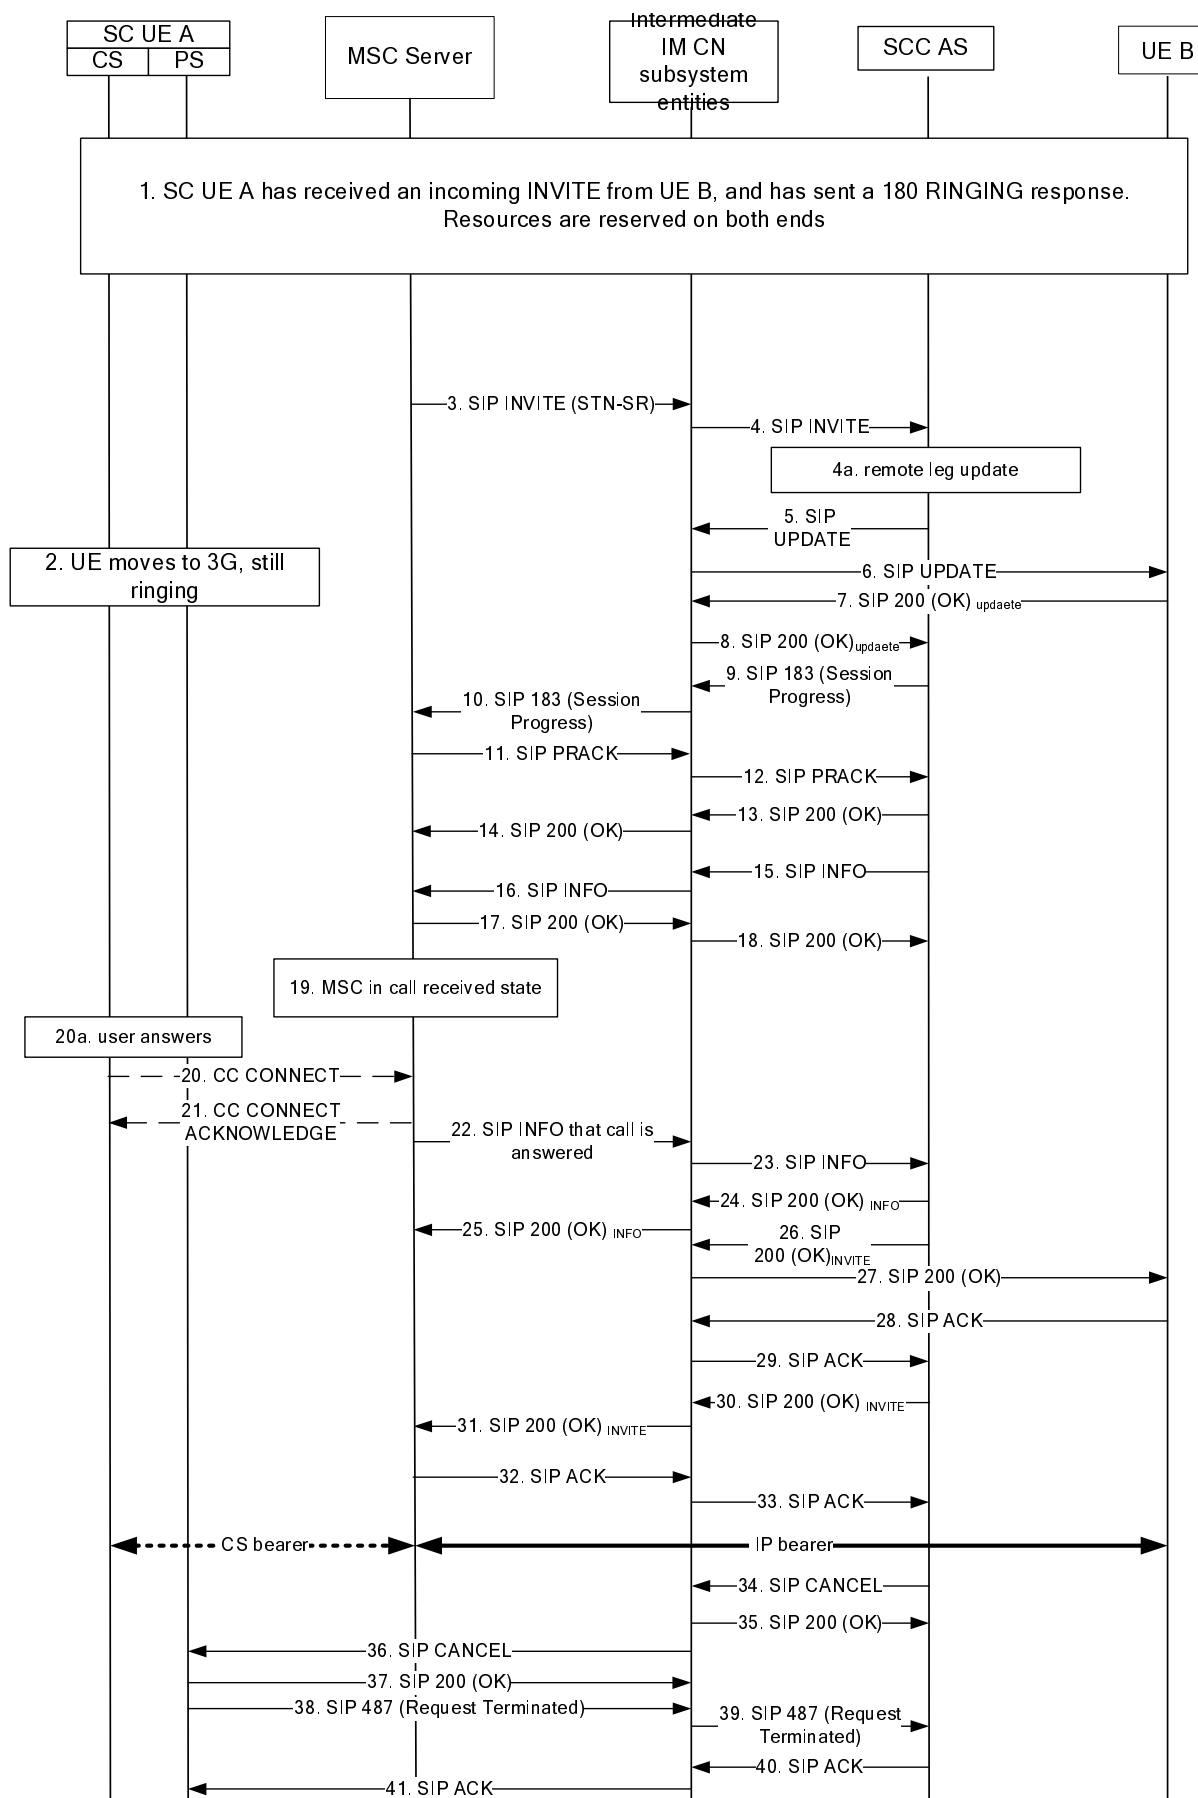 SC UE A
CS
PS
MSC Server
Intermediate
IM CN
subsystem
entities
SCC AS
UE B
1. SC UE A has received an incoming INVITE from UE B, and has sent a 180 RINGING response.
Resources are reserved on both ends
3. SIP INVITE (STN-SR)
4. SIP INVITE
4a. remote leg update
5. SIP
UPDATE
2. UE moves to 3G, still
ringing
6. SIP UPDATE
7. SIP 200 (OK) updaete
8. SIP 200 (OK)updaete
9. SIP 183 (Session
Progress)
10. SIP 183 (Session
Progress)
11. SIP PRACK
12. SIP PRACK
13. SIP 200 (OK)
14. SIP 200 (OK)
15. SIP INFO
16. SIP INFO
17. SIP 200 (OK)
18. SIP 200 (OK)
19. MSC in call received state
20a. user answers
20. CC CONNECT
21. CC CONNECT
ACKNOWLEDGE
22. SIP INFO that call is
answered
23. SIP INFO
24. SIP 200 (OK) INFO
25. SIP 200 (OK) INFO
26. SIP
200 (OK)INVITE
27. SIP 200 (OK)
28. SIP ACK
29. SIP ACK
30. SIP 200 (OK) INVITE
31. SIP 200 (OK) INVITE
32. SIP ACK
33. SIP ACK
CS bearer
IP bearer
34. SIP CANCEL
35. SIP 200 (OK)
36. SIP CANCEL
37. SIP 200 (OK)
38. SIP 487 (Request Terminated)
39. SIP 487 (Request
Terminated)
40. SIP ACK
41. SIP ACK